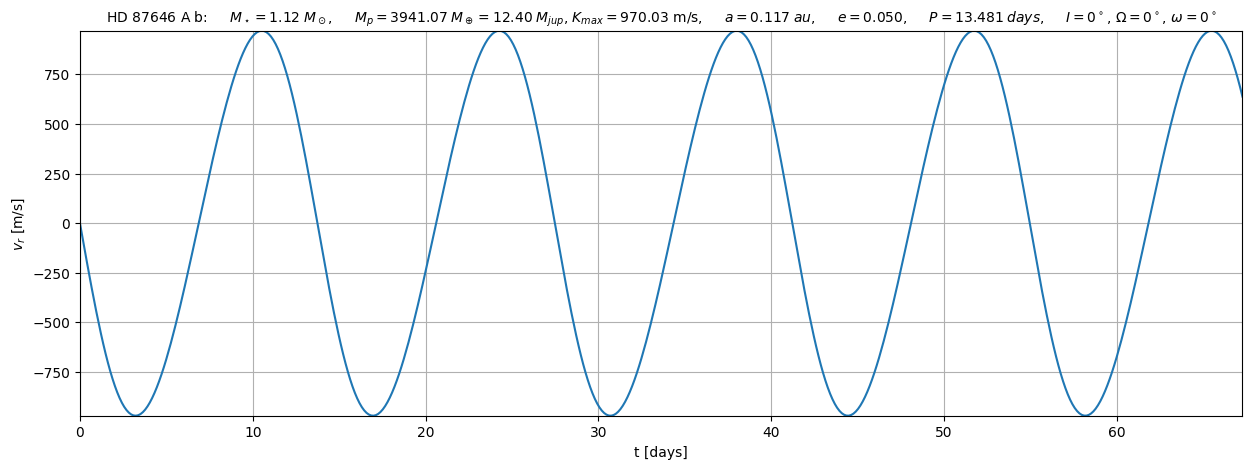 HD 87646 A b: M⋆ = 1.12 M⊙, Mp = 3941.07 M⊕ = 12.40 Mjup, Kmax = 970.03 m/s, a = 0.117 au, e = 0.050, P = 13.481 days, I = 0°, Ω = 0°, ω = 0°
750
500
250
0
−250
−500
−750
vr [m/s]
0 10 20 30 40 50 60
t [days]